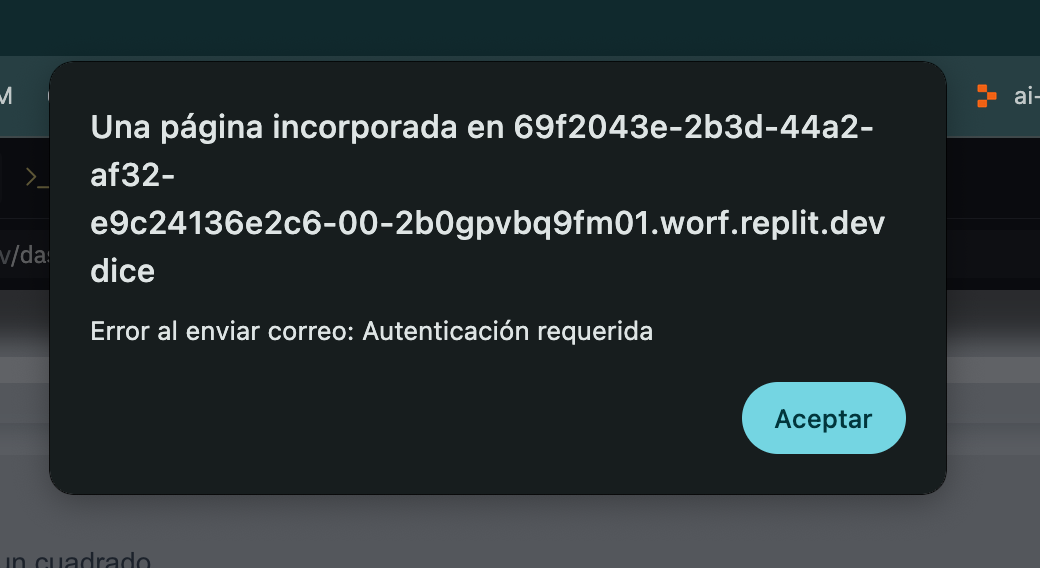 M
ai-
Una página incorporada en 69f2043e-2b3d-44a2-
af32-
e9c24136e2c6-00-2b0gpvbq9fm01.worf.replit.dev
dice
>_
v/das
Error al enviar correo: Autenticación requerida
Aceptar
un cuadrado